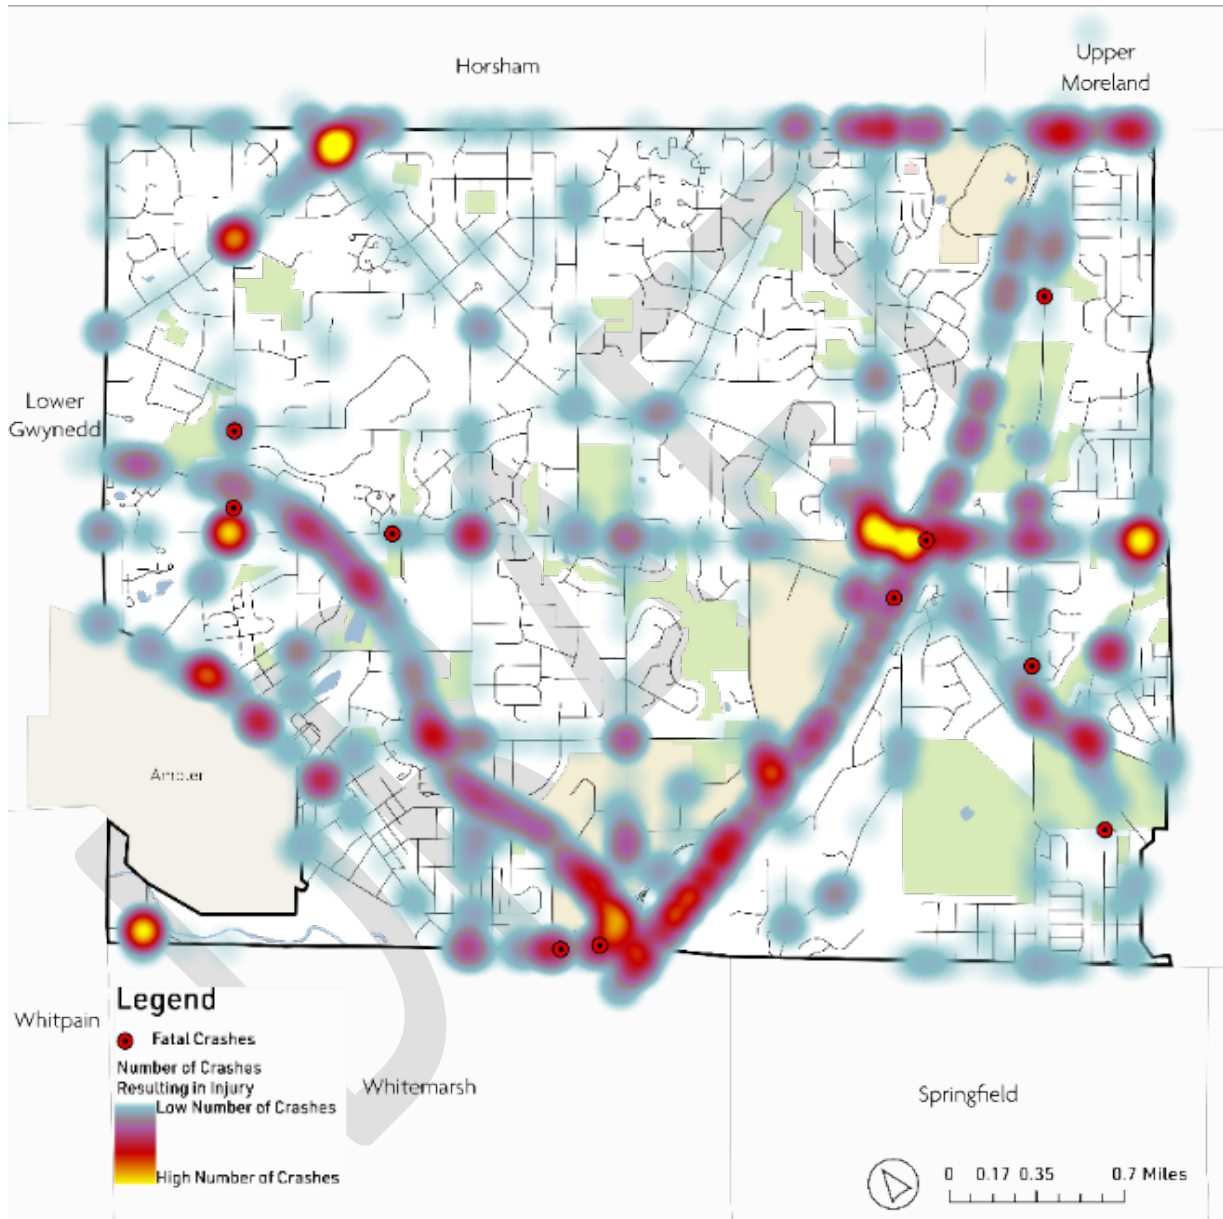 Horsham
Upper
Moreland
Lower
Gwynedd
Ambler
DRAFT
Legend
Whitpain
Fatal Crashes
Number of Crashes
Resulting in Injury
Low Number of Crashes
High Number of Crashes
Whitemarsh
Springfield
0 0.17 0.35 0.7 Miles